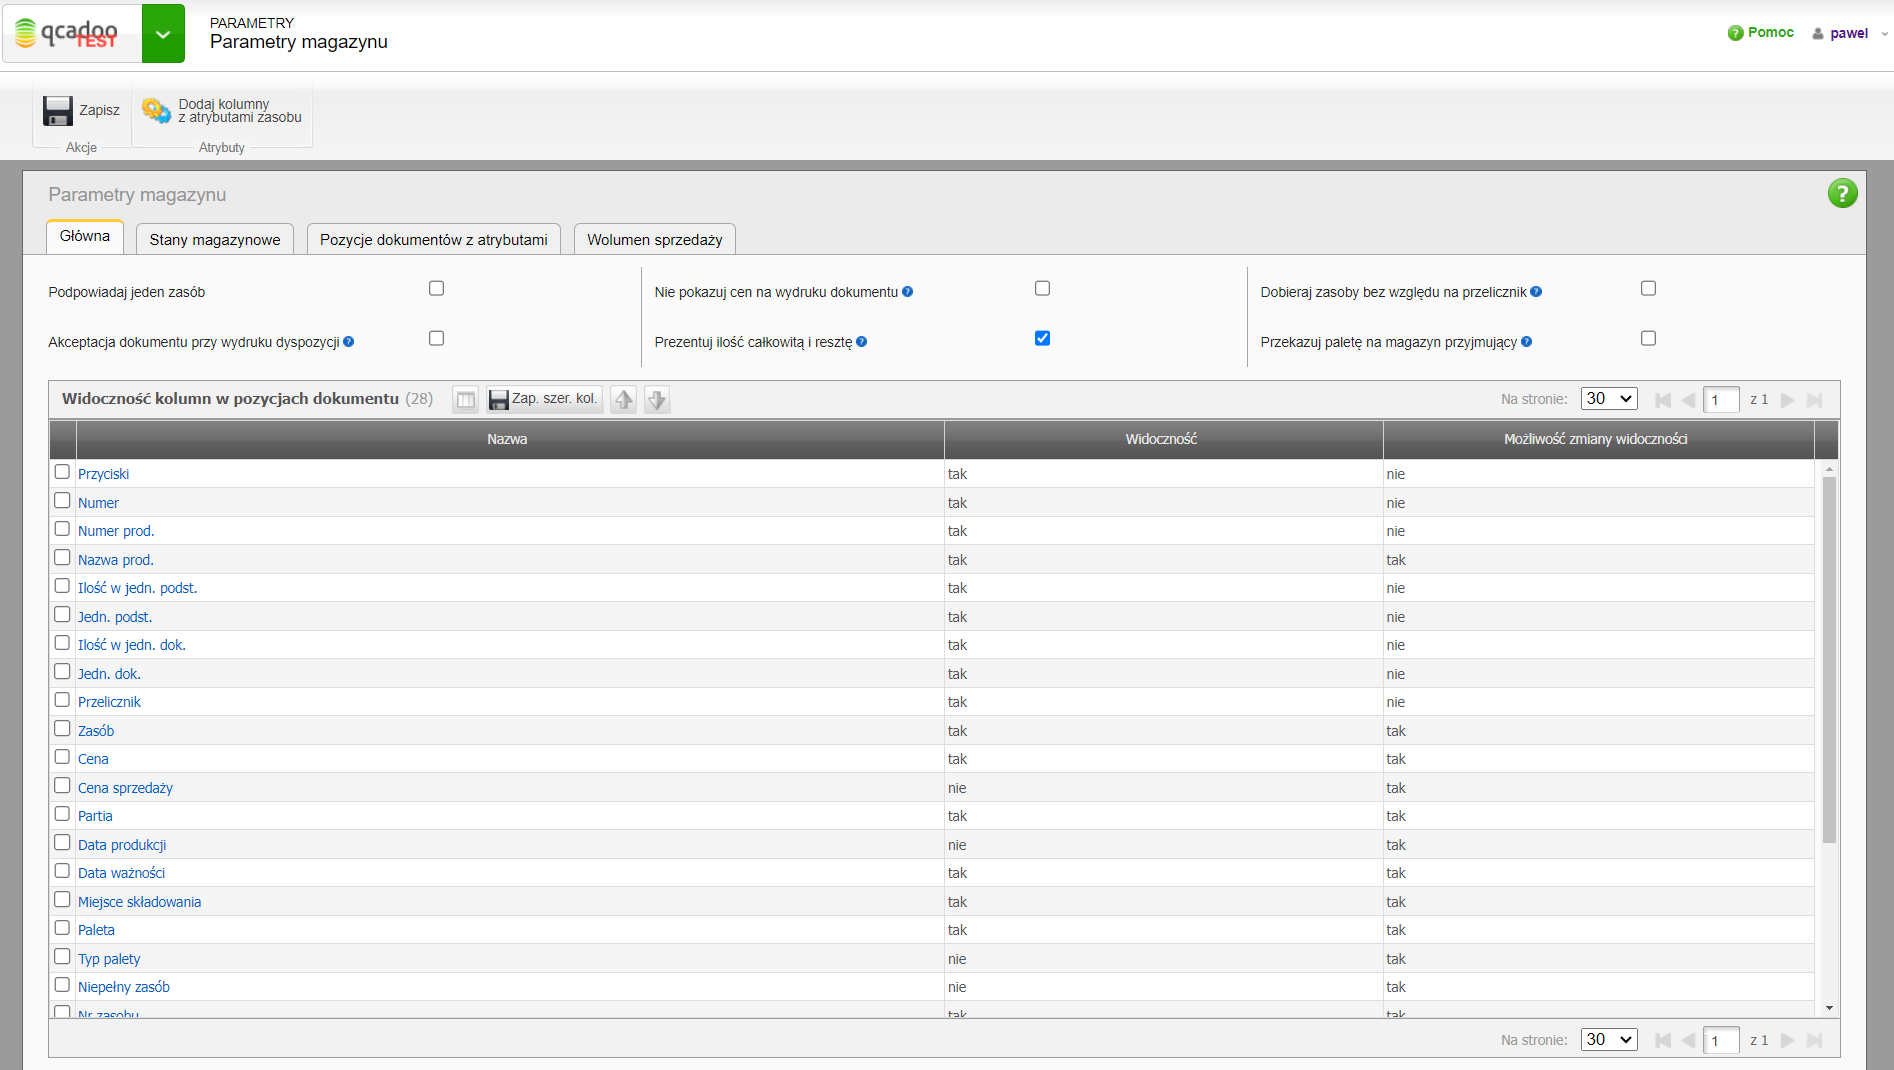 qcadoo
TEST
PARAMETRY
Parametry magazynu
Pomoc
pawel
Zapisz
Dodaj kolumny
z atrybutami zasobu
Akcje
Atrybuty
Parametry magazynu
Główna
Stany magazynowe
Pozycje dokumentów z atrybutami
Wolumen sprzedaży
Podpowiadaj jeden zasób
Nie pokazuj cen na wydruku dokumentu
Dobieraj zasoby bez względu na przelicznik
Akceptacja dokumentu przy wydruku dyspozycji
Prezentuj ilość całkowitą i resztę
Przekazuj paletę na magazyn przyjmujący
Widoczność kolumn w pozycjach dokumentu (28)
Zap. szer. kol.
Na stronie: 30 1 z 1
Nazwa Widoczność Możliwość zmiany widoczności
Przyciski tak nie
Numer tak nie
Numer prod. tak nie
Nazwa prod. tak tak
Ilość w jedn. podst. tak nie
Jedn. podst. tak nie
Ilość w jedn. dok. tak nie
Jedn. dok. tak nie
Przelicznik tak nie
Zasób tak tak
Cena tak tak
Cena sprzedaży nie tak
Partia tak tak
Data produkcji nie tak
Data ważności tak tak
Miejsce składowania tak tak
Paleta tak tak
Typ palety nie tak
Niepełny zasób nie tak
Nr zasobu tak tak
Na stronie: 30 1 z 1